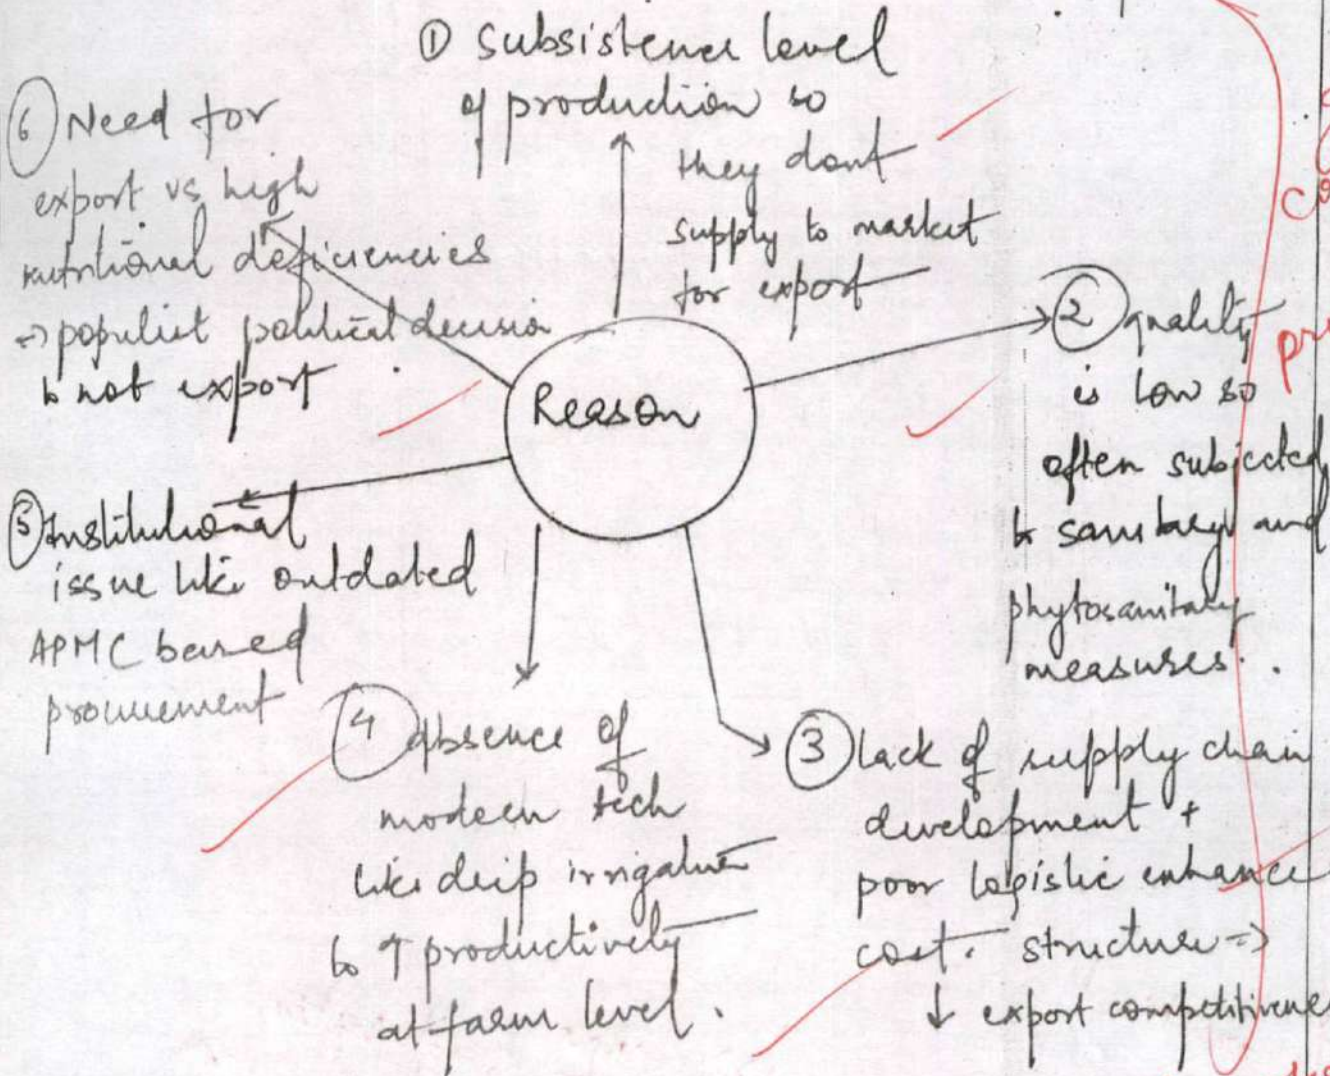 ① Subsistence level
of production so
they dont
supply to market
for export
② quality
is low so
often subjected
to sanitary and
phytosanitary
measures.
③ lack of supply chain
development +
poor logistic enhance
cost structure ⇒
↓ export competitivenes
④ absence of
modern tech
like drip irrigation
to ↑ productively
at farm level.
⑤ Institutional
issue like outdated
APMC based
procurement
⑥ Need for
export vs high
nutritional deficiencies
⇒ populist political decision
to not export
Reason